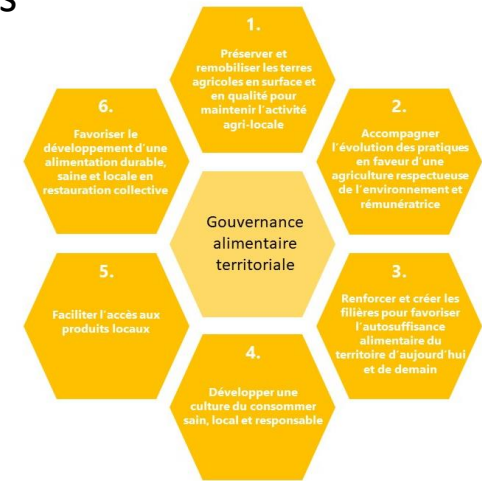 s
1.
Préserver et
remobiliser les terres
agricoles en surface et
en qualité pour
maintenir l'activité
agri-locale
2.
Accompagner
l'évolution des pratiques
en faveur d'une
agriculture respectueuse
de l'environnement et
rémunératrice
3.
Renforcer et créer les
filières pour favoriser
l'autosuffisance
alimentaire du
territoire d'aujourd'hui
et de demain
4.
Développer une
culture du consommer
sain, local et responsable
5.
Faciliter l'accès aux
produits locaux
6.
Favoriser le
développement d'une
alimentation durable,
saine et locale en
restauration collective
Gouvernance
alimentaire
territoriale